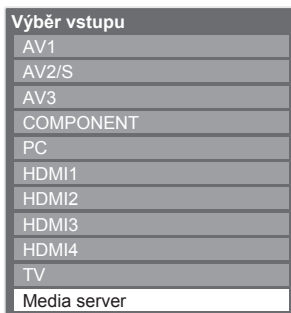 Výběr vstupu
AV1
AV2/S
AV3
COMPONENT
PC
HDMI1
HDMI2
HDMI3
HDMI4
TV
Media server